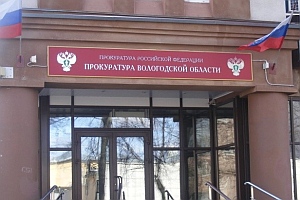 ПРОКУРАТУРА РОССИЙСКОЙ ФЕДЕРАЦИИ
ПРОКУРАТУРА ВОЛОГОДСКОЙ ОБЛАСТИ